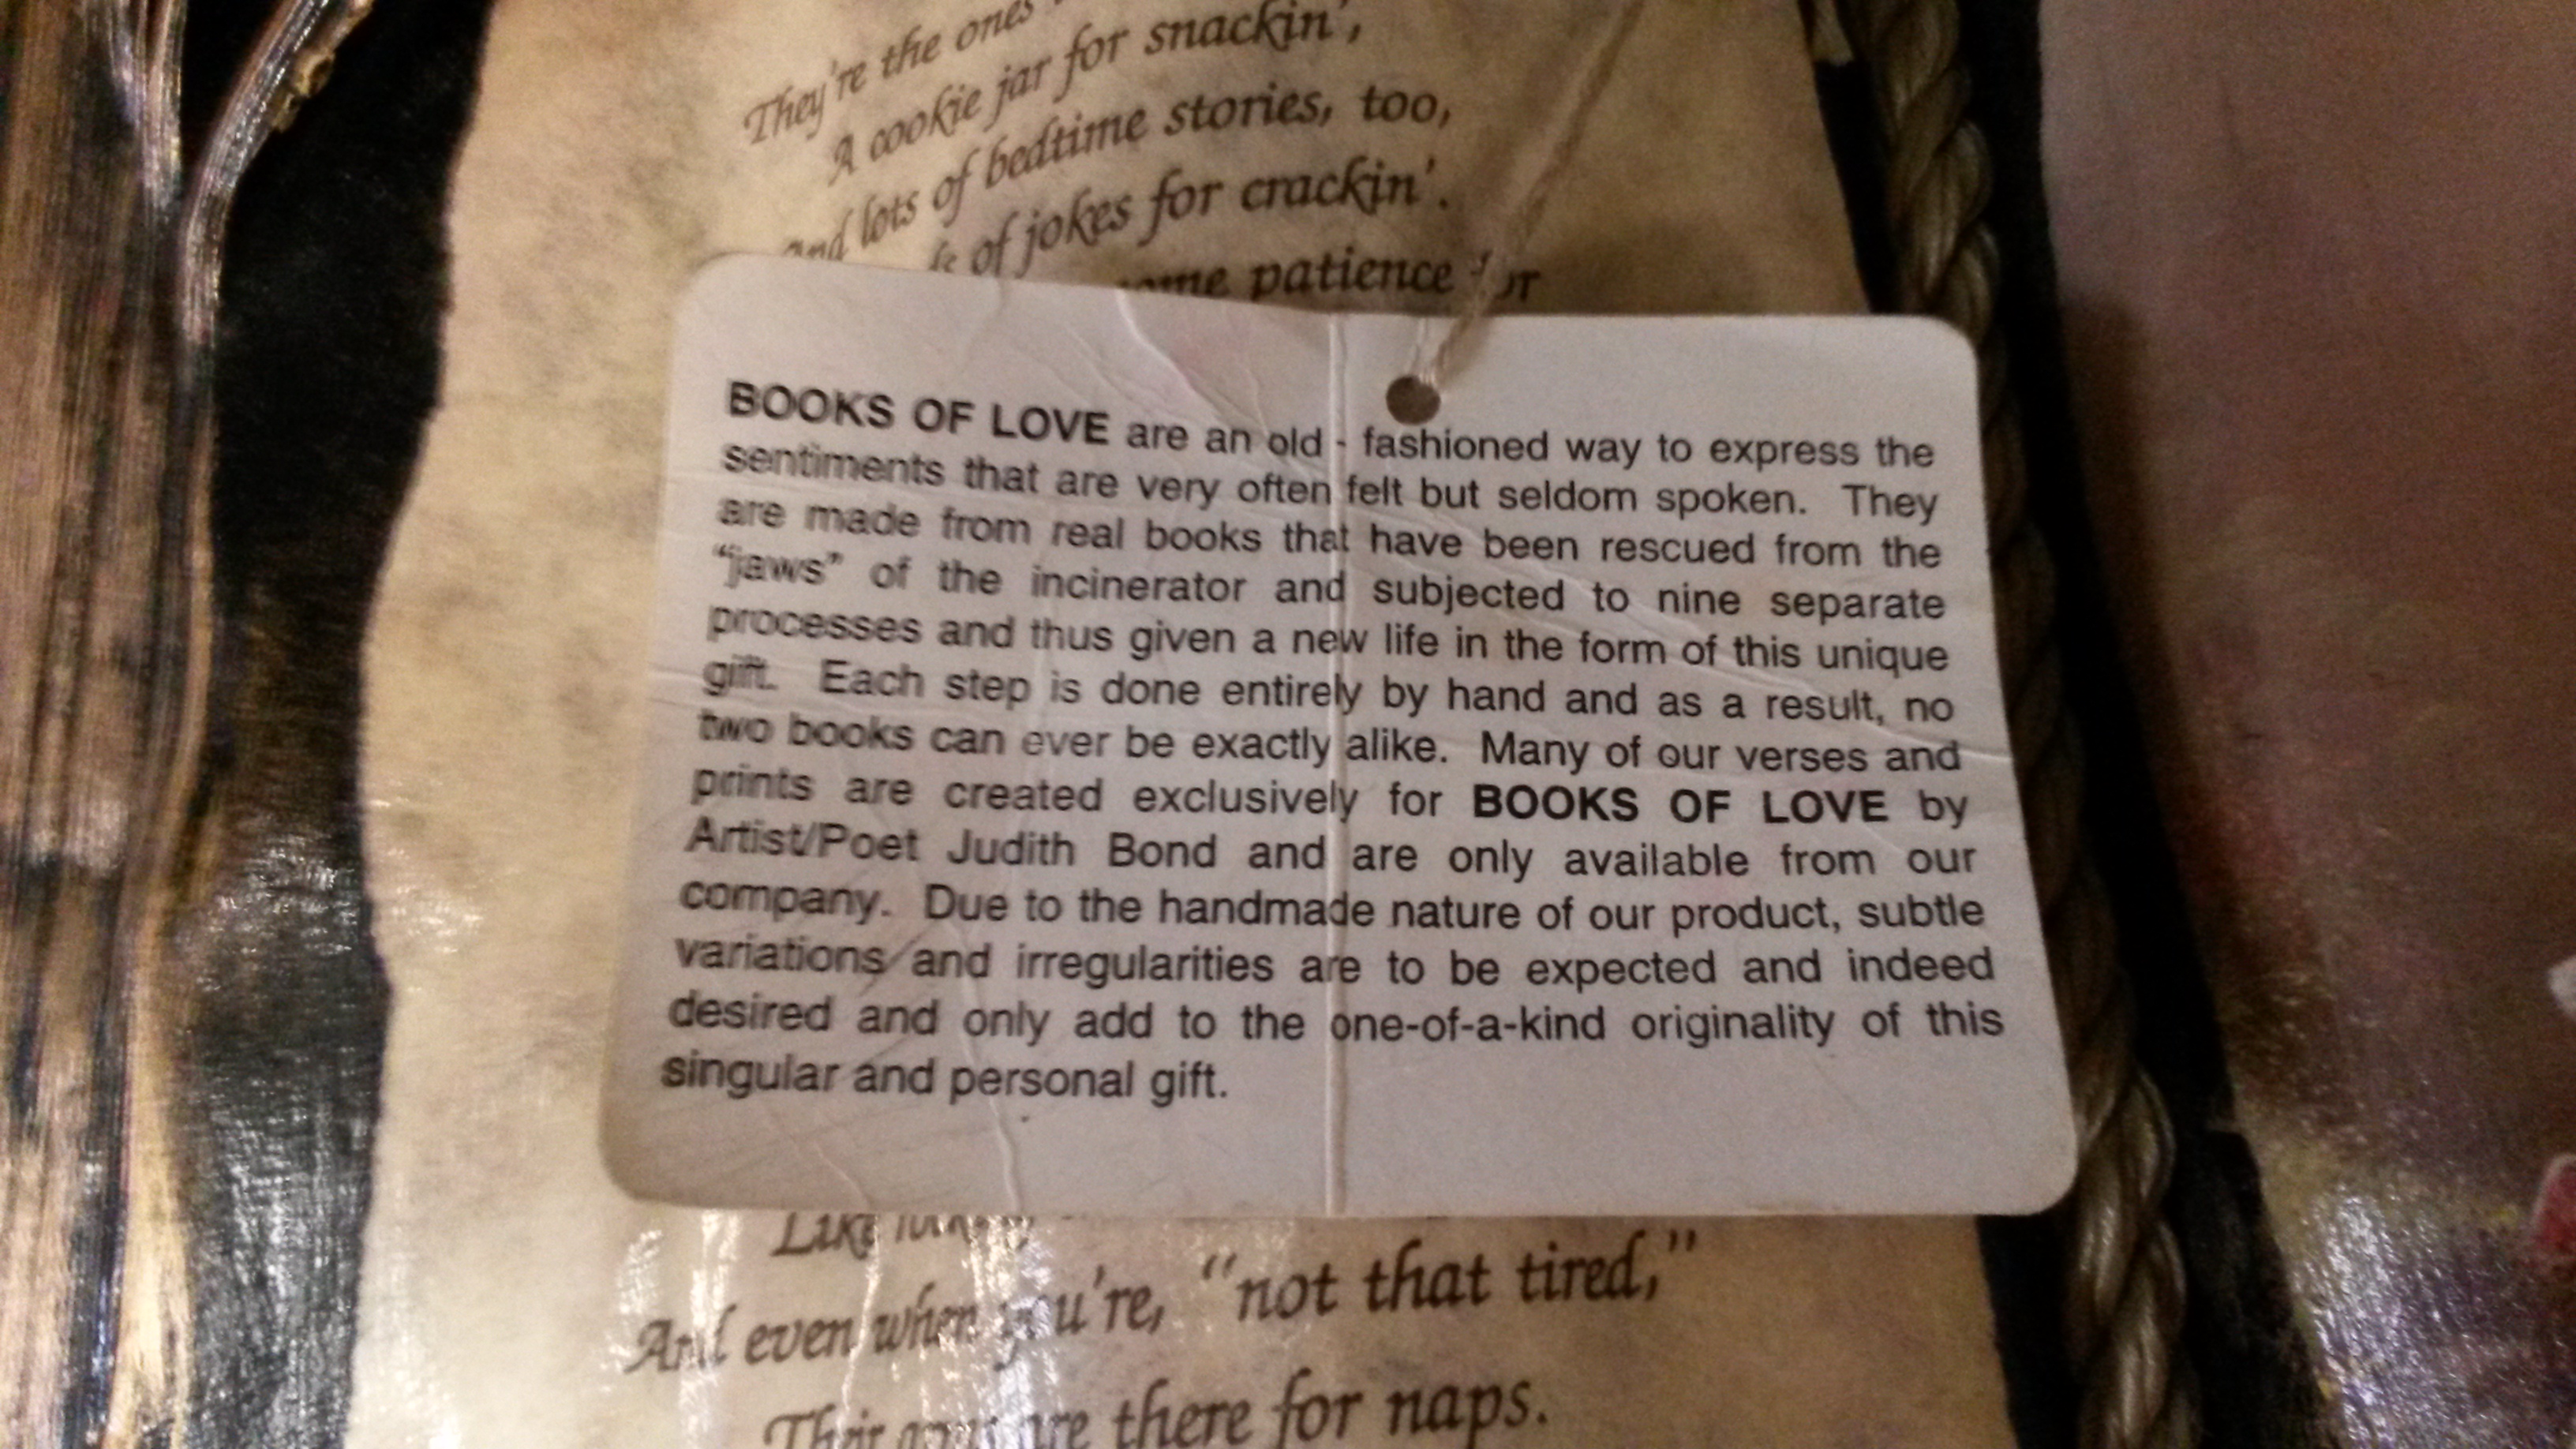 They're the ones
A cookie jar for snackin',
And lots of bedtime stories, too,
of jokes for crackin'.
patience for
BOOKS OF LOVE are an old - fashioned way to express the
sentiments that are very often felt but seldom spoken. They
are made from real books that have been rescued from the
"jaws" of the incinerator and subjected to nine separate
processes and thus given a new life in the form of this unique
gift. Each step is done entirely by hand and as a result, no
two books can ever be exactly alike. Many of our verses and
prints are created exclusively for BOOKS OF LOVE by
Artist/Poet Judith Bond and are only available from our
company. Due to the handmade nature of our product, subtle
variations and irregularities are to be expected and indeed
desired and only add to the one-of-a-kind originality of this
singular and personal gift.
Like
And even when you're, "not that tired,"
there for naps.